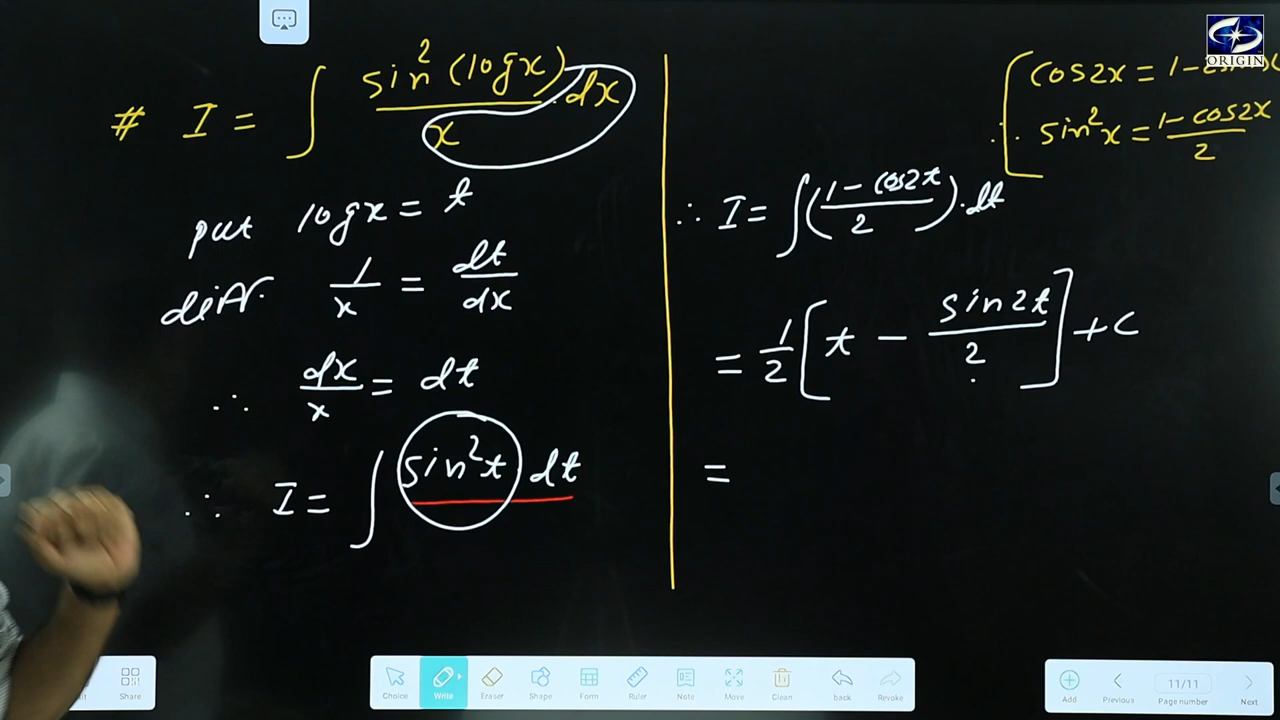 # I = ∫ sin²(logx)/x · dx
put logx = t
diff. 1/x = dt/dx
∴ dx/x = dt
∴ I = ∫ sin²t dt
ORIGIN
cos2x = 1 -
∴ sin²x = 1 - cos2x / 2
∴ I = ∫ (1 - cos2t / 2) · dt
= 1/2 [t - sin2t / 2] + c
=
Share
Choice
Write
Eraser
Shape
Form
Ruler
Note
Move
Clean
back
Revoke
Add
Previous
11/11
Page number
Next